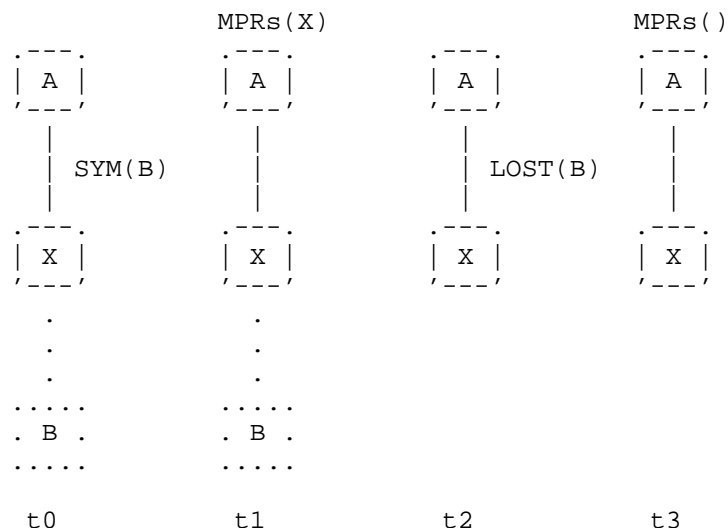 MPRs(X) MPRs()
A A A A
SYM(B) LOST(B)
X X X X
B B
t0 t1 t2 t3